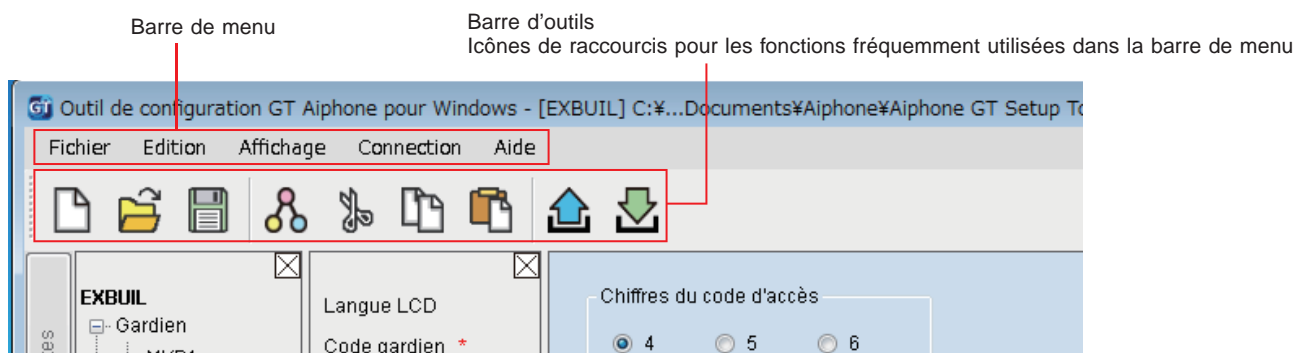 Barre de menu
Barre d'outils
Icônes de raccourcis pour les fonctions fréquemment utilisées dans la barre de menu
GT Outil de configuration GT Aiphone pour Windows - [EXBUIL] C:¥...Documents¥Aiphone¥Aiphone GT Setup
Fichier Edition Affichage Connection Aide
EXBUIL
Gardien
Langue LCD
Code gardien *
Chiffres du code d'accès
4 5 6